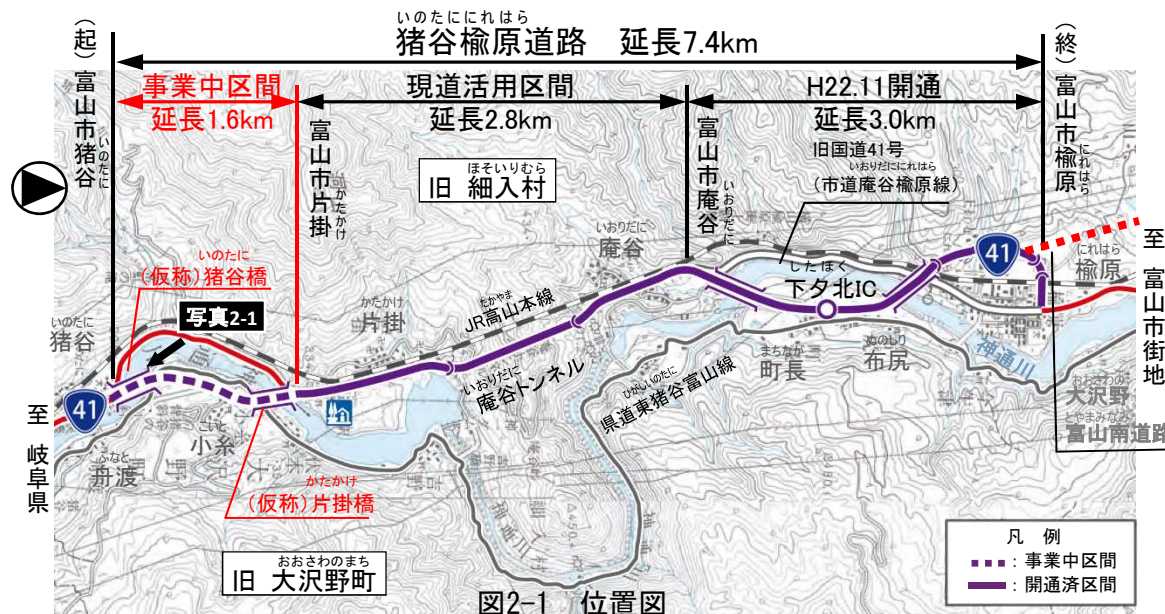 いのたににれはら
猪谷楡原道路 延長7.4km
(起)富山市猪谷
いのたに
事業中区間
延長1.6km
現道活用区間
延長2.8km
H22.11開通
延長3.0km
(終)富山市楡原
にれはら
富山市片掛
かたかけ
富山市庵谷
いおりだに
旧国道41号
いおりだににれはら
(市道庵谷楡原線)
ほそいりむら
旧 細入村
いのたに
(仮称)猪谷橋
写真2-1
いのたに
猪谷
かたかけ
片掛
いおりだに
庵谷
たかやま
JR高山本線
したほく
下夕北IC
41
にれはら
楡原
至 富山市街地
いおりだに
庵谷トンネル
ひがしいのたに
県道東猪谷富山線
まちなか
町長
ぬのしり
布尻
神通川
おおさわの
大沢野
とやまみなみ
富山南道路
41
至 岐阜県
ふなと
舟渡
こいと
小糸
かたかけ
(仮称)片掛橋
おおさわのまち
旧 大沢野町
凡 例
:事業中区間
:開通済区間
図2-1 位置図